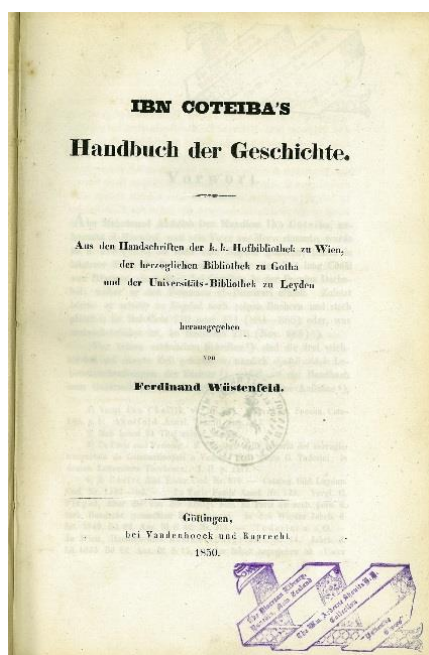 IBN COTEIBA'S
Handbuch der Geschichte.
Aus den Handschriften der k. k. Hofbibliothek zu Wien,
der herzoglichen Bibliothek zu Gotha
und der Universitäts-Bibliothek zu Leyden
herausgegeben
von
Ferdinand Wüstenfeld.
Göttingen,
bei Vandenhoeck und Ruprecht
1850.